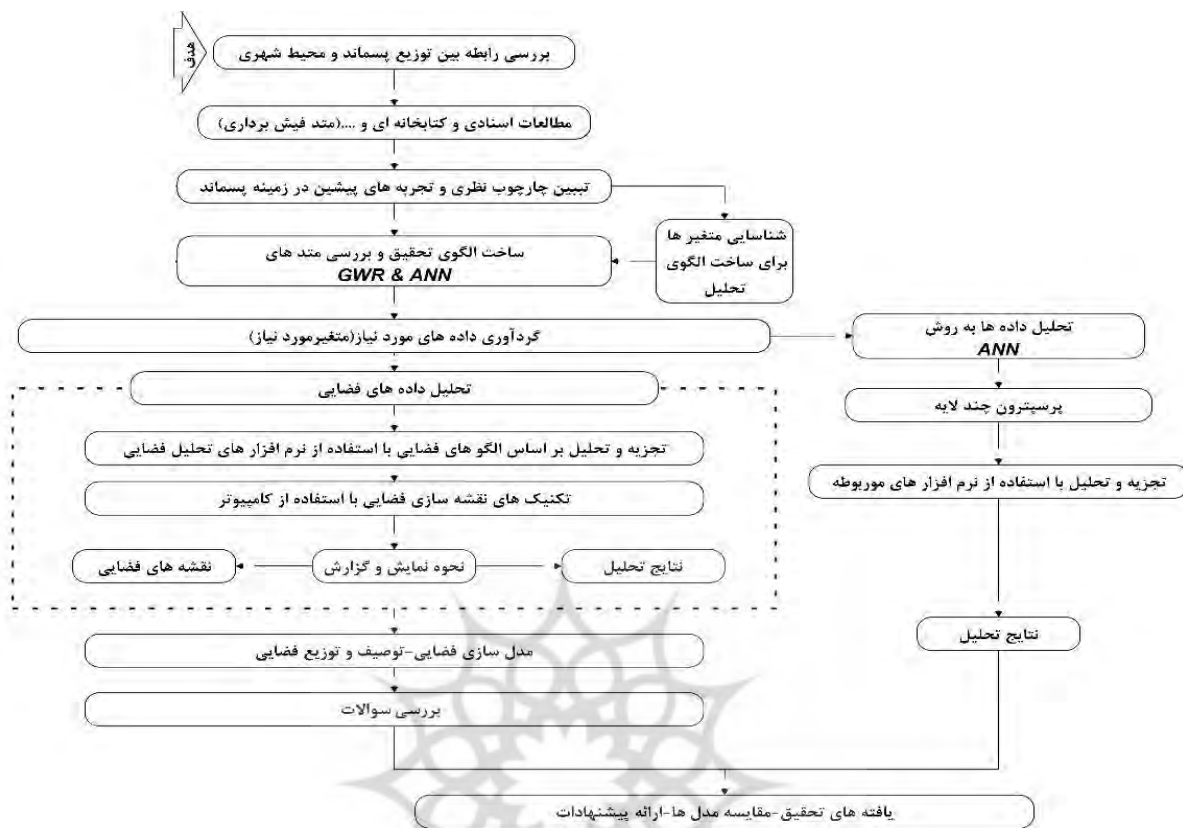 هدف
بررسی رابطه بین توزیع پسماند و محیط شهری
مطالعات اسنادی و کتابخانه ای و ....(متد فیش برداری)
تبیین چارچوب نظری و تجربه های پیشین در زمینه پسماند
شناسایی متغیر ها
برای ساخت الگوی
تحلیل
ساخت الگوی تحقیق و بررسی متد های
GWR & ANN
گردآوری داده های مورد نیاز(متغیرمورد نیاز)
تحلیل داده ها به روش
ANN
تحلیل داده های فضایی
پرسپترون چند لایه
تجزیه و تحلیل بر اساس الگو های فضایی با استفاده از نرم افزار های تحلیل فضایی
تجزیه و تحلیل با استفاده از نرم افزار های موربوطه
تکنیک های نقشه سازی فضایی با استفاده از کامپیوتر
نتایج تحلیل
نحوه نمایش و گزارش
نقشه های فضایی
نتایج تحلیل
مدل سازی فضایی-توصیف و توزیع فضایی
بررسی سوالات
یافته های تحقیق-مقایسه مدل ها-ارائه پیشنهادات